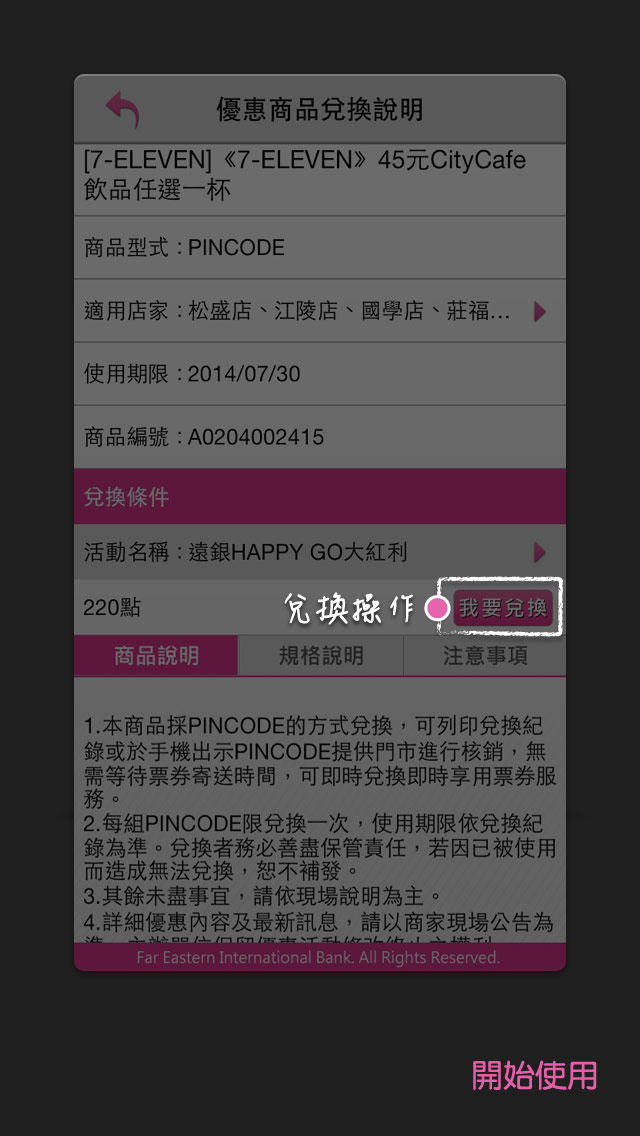 優惠商品兌換說明
[7-ELEVEN]《7-ELEVEN》45元CityCafe
飲品任選一杯
商品型式：PINCODE
適用店家：松盛店、江陵店、國學店、莊福...
使用期限：2014/07/30
商品編號：A0204002415
兌換條件
活動名稱：遠銀HAPPY GO大紅利
220點 兌換操作 我要兌換
商品說明 規格說明 注意事項
1.本商品採PINCODE的方式兌換，可列印兌換紀
錄或於手機出示PINCODE提供門市進行核銷，無
需等待票券寄送時間，可即時兌換即時享用票券服
務。
2.每組PINCODE限兌換一次，使用期限依兌換紀
錄為準。兌換者務必善盡保管責任，若因已被使用
而造成無法兌換，恕不補發。
3.其餘未盡事宜，請依現場說明為主。
4.詳細優惠內容及最新訊息，請以商家現場公告為
Far Eastern International Bank. All Rights Reserved.
開始使用